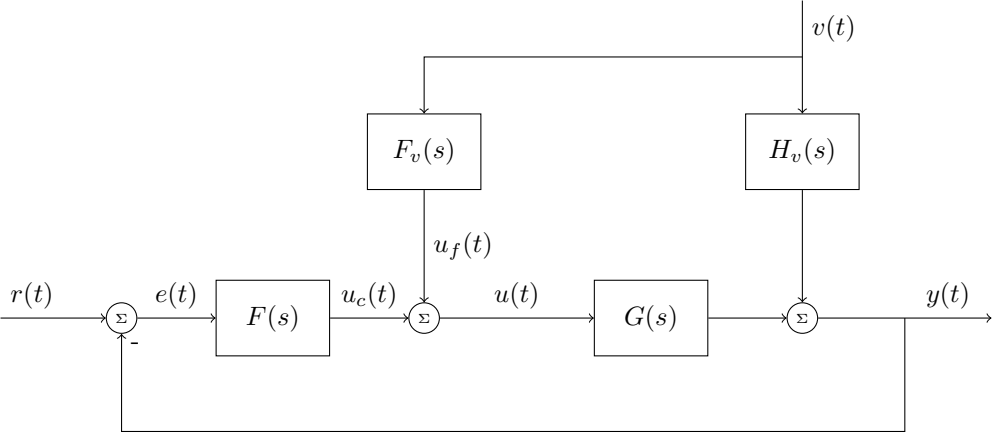 v(t)
F_v(s)
H_v(s)
u_f(t)
r(t)
e(t)
u_c(t)
u(t)
y(t)
Σ
F(s)
Σ
G(s)
Σ
-